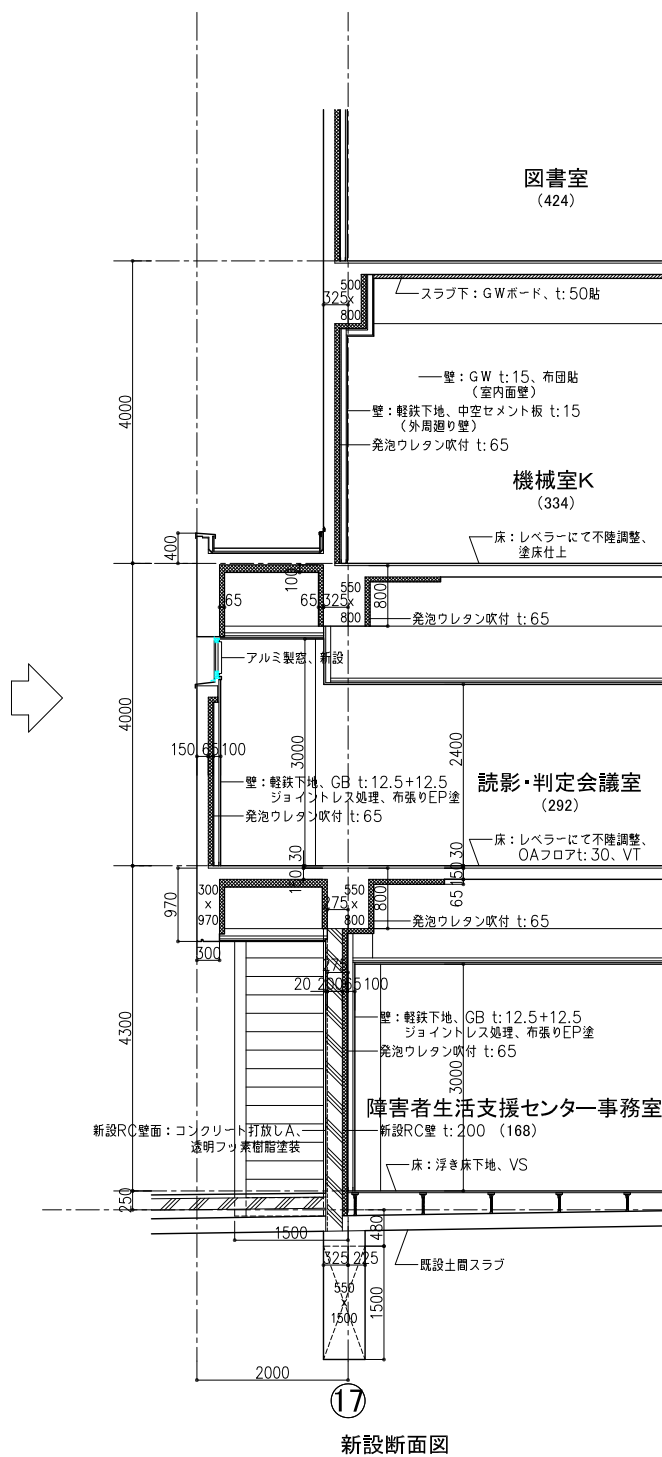 図書室
(424)
500
325x
800
スラブ下：GWボード、t:50貼
壁：GW t:15、布団貼
(室内面壁)
壁：軽鉄下地、中空セメント板 t:15
(外周廻り壁)
発泡ウレタン吹付 t:65
4000
機械室K
(334)
床：レベラーにて不陸調整、
塗床仕上
400
100
65
65
325x
550
800
800
発泡ウレタン吹付 t:65
アルミ製窓、新設
4000
150
65
100
3000
2400
壁：軽鉄下地、GB t:12.5+12.5
ジョイントレス処理、布張りEP塗
発泡ウレタン吹付 t:65
読影・判定会議室
(292)
床：レベラーにて不陸調整、
OAフロアt:30、VT
970
300
x
970
150
30
275
550
x
800
800
65
150
30
発泡ウレタン吹付 t:65
300
275
20
200
65
100
壁：軽鉄下地、GB t:12.5+12.5
ジョイントレス処理、布張りEP塗
発泡ウレタン吹付 t:65
4300
3000
障害者生活支援センター事務室
新設RC壁面：コンクリート打放しA、
透明フッ素樹脂塗装
新設RC壁 t:200
(168)
床：浮き床下地、VS
250
1500
480
既設土間スラブ
325
225
550
x
1500
1500
2000
17
新設断面図